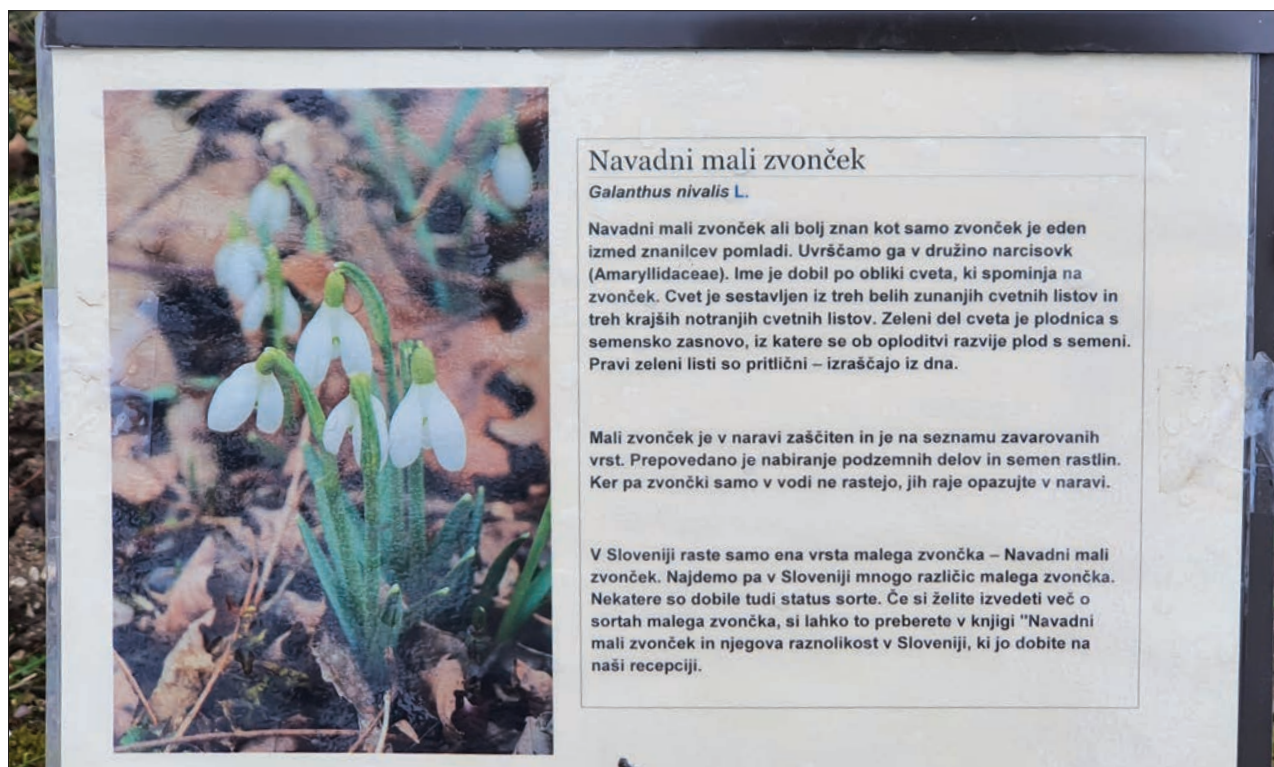 Navadni mali zvonček
Galanthus nivalis L.
Navadni mali zvonček ali bolj znan kot samo zvonček je eden
izmed znanilcev pomladi. Uvrščamo ga v družino narcisovk
(Amaryllidaceae). Ime je dobil po obliki cveta, ki spominja na
zvonček. Cvet je sestavljen iz treh belih zunanjih cvetnih listov in
treh krajših notranjih cvetnih listov. Zeleni del cveta je plodnica s
semensko zasnovo, iz katere se ob oploditvi razvije plod s semeni.
Pravi zeleni listi so pritlični – izraščajo iz dna.
Mali zvonček je v naravi zaščiten in je na seznamu zavarovanih
vrst. Prepovedano je nabiranje podzemnih delov in semen rastlin.
Ker pa zvončki samo v vodi ne rastejo, jih raje opazujte v naravi.
V Sloveniji raste samo ena vrsta malega zvončka – Navadni mali
zvonček. Najdemo pa v Sloveniji mnogo različic malega zvončka.
Nekatere so dobile tudi status sorte. Če si želite izvedeti več o
sortah malega zvončka, si lahko to preberete v knjigi "Navadni
mali zvonček in njegova raznolikost v Sloveniji, ki jo dobite na
naši recepciji.